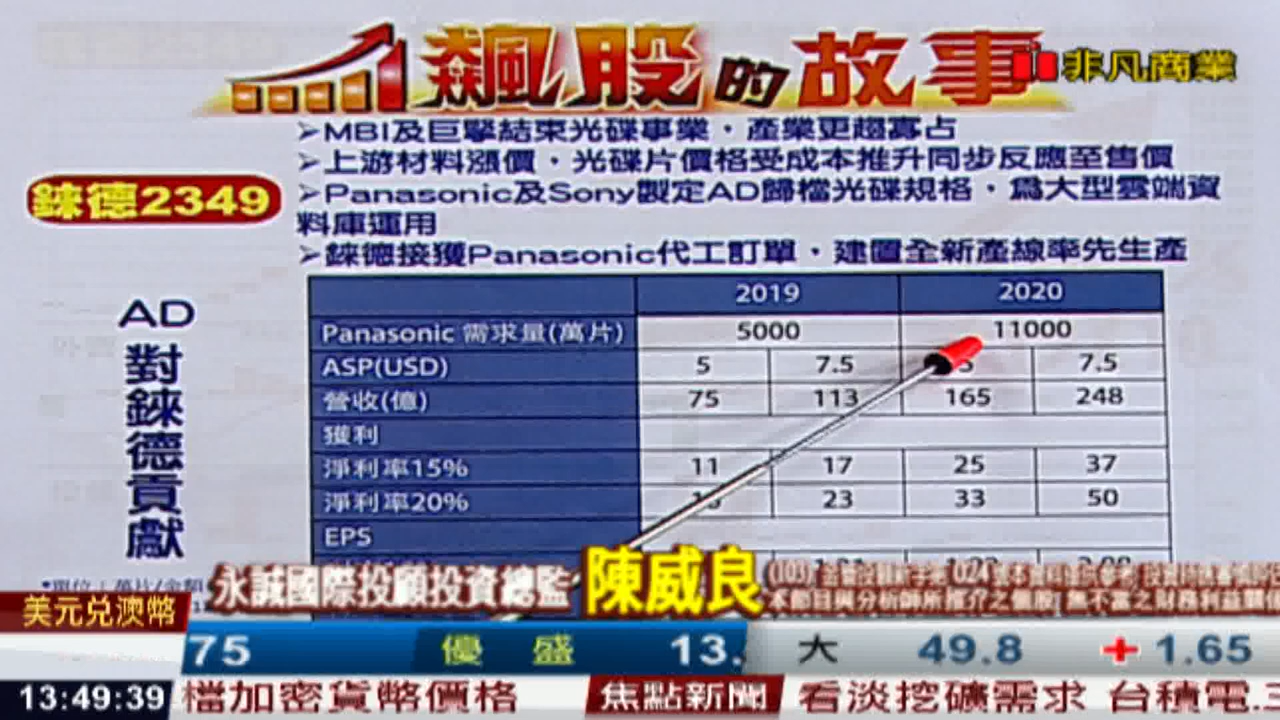 飆股的故事
非凡商業
➢MBI及巨擘結束光碟事業，產業更趨寡占
➢上游材料漲價，光碟片價格受成本推升同步反應至售價
錸德2349
➢Panasonic及Sony製定AD歸檔光碟規格，為大型雲端資
料庫運用
➢錸德接獲Panasonic代工訂單，建置全新產線率先生產
AD對錸德貢獻
2019 2020
Panasonic 需求量(萬片) 5000 11000
ASP(USD) 5 7.5 7.5
營收(億) 75 113 165 248
獲利
淨利率15% 11 17 25 37
淨利率20% 23 33 50
EPS
永誠國際投顧投資總監 陳威良
美元兌澳幣
75 優盛 13. 大 49.8 +1.65
13:49:39 檔加密貨幣價格 焦點新聞 看淡挖礦需求 台積電.3